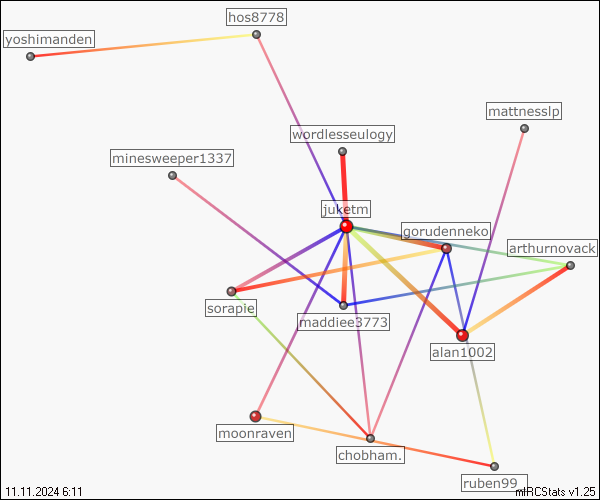 hos8778
yoshimanden
mattnesslp
wordlesseulogy
minesweeper1337
juketm
gorudenneko
arthurnovack
sorapie
maddiee3773
alan1002
moonraven
chobham.
ruben99_
11.11.2024 6:11
mIRCStats v1.25